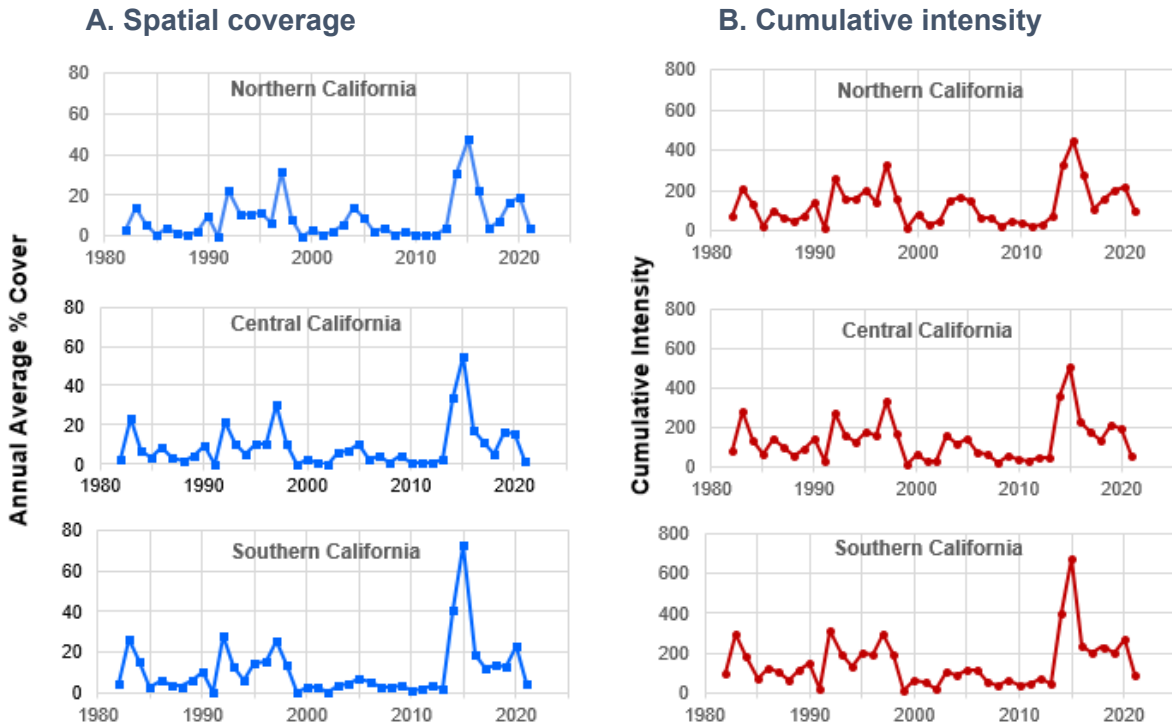 A. Spatial coverage
Annual Average % Cover
80
60
40
20
0
Northern California
1980 1990 2000 2010 2020
80
60
40
20
0
Central California
1980 1990 2000 2010 2020
80
60
40
20
0
Southern California
1980 1990 2000 2010 2020
B. Cumulative intensity
Cumulative Intensity
800
600
400
200
0
Northern California
1980 1990 2000 2010 2020
800
600
400
200
0
Central California
1980 1990 2000 2010 2020
800
600
400
200
0
Southern California
1980 1990 2000 2010 2020